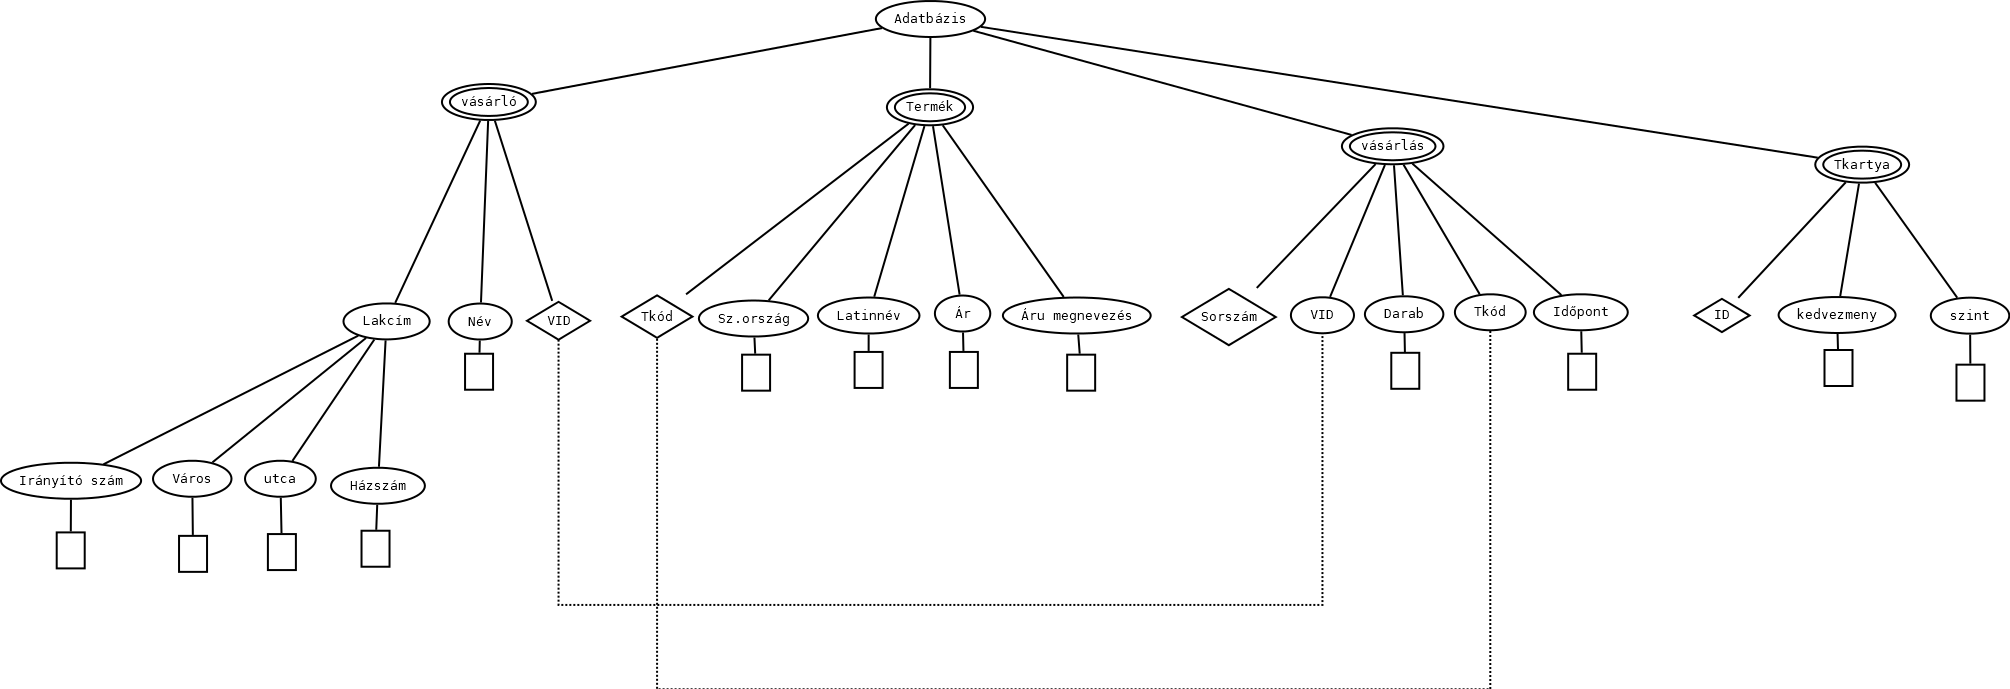 Adatbázis
vásárló
Termék
vásárlás
Tkartya
Lakcím
Név
VID
Tkód
Sz.ország
Latinnév
Ár
Áru megnevezés
Sorszám
VID
Darab
Tkód
Időpont
ID
kedvezmeny
szint
Irányító szám
Város
utca
Házszám